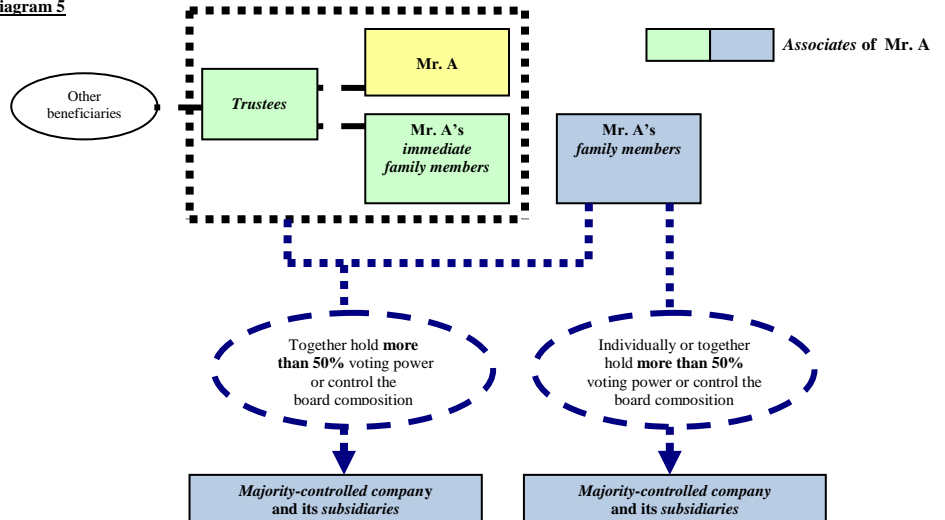 iagram 5
Mr. A
Associates of Mr. A
Other
beneficiaries
Trustees
Mr. A's
immediate
family members
Mr. A's
family members
Together hold more
than 50% voting power
or control the
board composition
Individually or together
hold more than 50%
voting power or control the
board composition
Majority-controlled company
and its subsidiaries
Majority-controlled company
and its subsidiaries